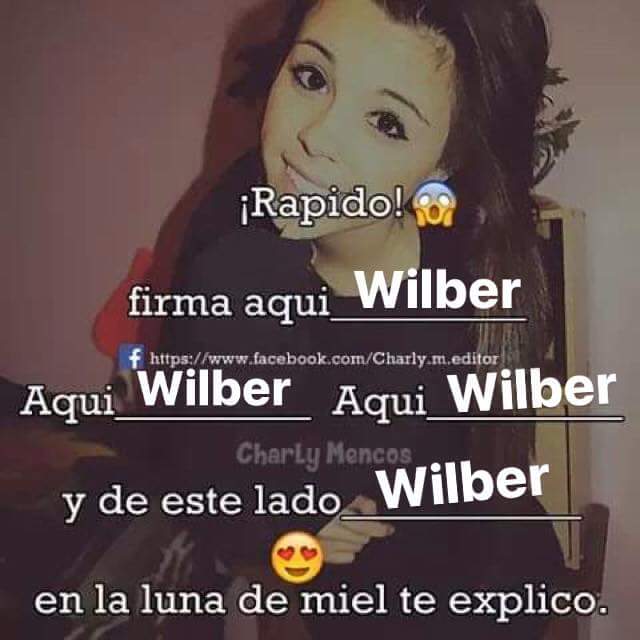 ¡Rapido! 😱
firma aqui Wilber
https://www.facebook.com/Charly.m.editor
Aqui Wilber Aqui Wilber
CharLy Mencos
y de este lado Wilber
😍
en la luna de miel te explico.